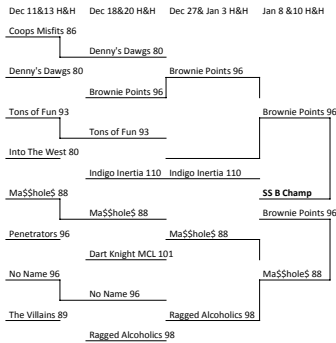 Dec 11&13 H&H Dec 18&20 H&H Dec 27& Jan 3 H&H Jan 8 &10 H&H
Coops Misfits 86
Denny's Dawgs 80
Denny's Dawgs 80 Brownie Points 96
Brownie Points 96
Tons of Fun 93 Brownie Points 96
Tons of Fun 93
Into The West 80
Indigo Inertia 110 Indigo Inertia 110
Ma$$hole$ 88 SS B Champ
Ma$$hole$ 88 Brownie Points 96
Penetrators 96 Ma$$hole$ 88
Dart Knight MCL 101
No Name 96 Ma$$hole$ 88
No Name 96
The Villains 89 Ragged Alcoholics 98
Ragged Alcoholics 98